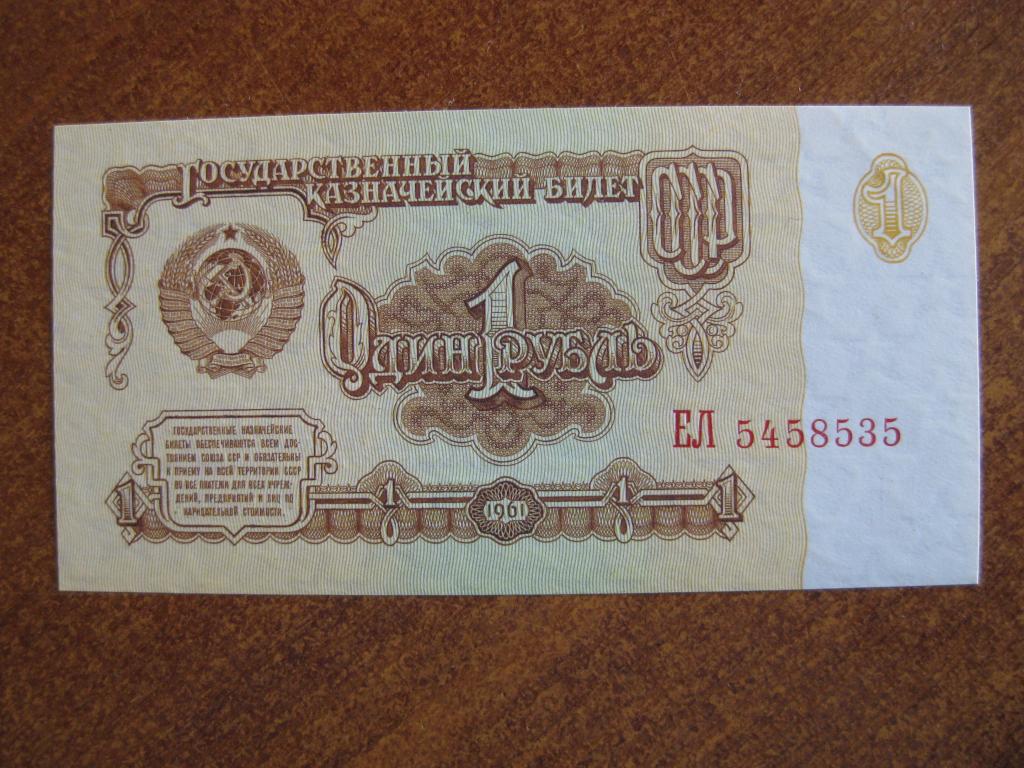 ГОСУДАРСТВЕННЫЙ
КАЗНАЧЕЙСКИЙ БИЛЕТ
СССР
1
1
ОДИН РУБЛЬ
ЕЛ 5458535
ГОСУДАРСТВЕННЫЕ КАЗНАЧЕЙСКИЕ
БИЛЕТЫ ОБЕСПЕЧИВАЮТСЯ ВСЕМ ДОС-
ТОЯНИЕМ СОЮЗА ССР И ОБЯЗАТЕЛЬНЫ
К ПРИЕМУ НА ВСЕЙ ТЕРРИТОРИИ СССР
ВО ВСЕ ПЛАТЕЖИ ДЛЯ ВСЕХ УЧРЕЖ-
ДЕНИЙ, ПРЕДПРИЯТИЙ И ЛИЦ ПО
НАРИЦАТЕЛЬНОЙ СТОИМОСТИ.
1 1 1961 1 1